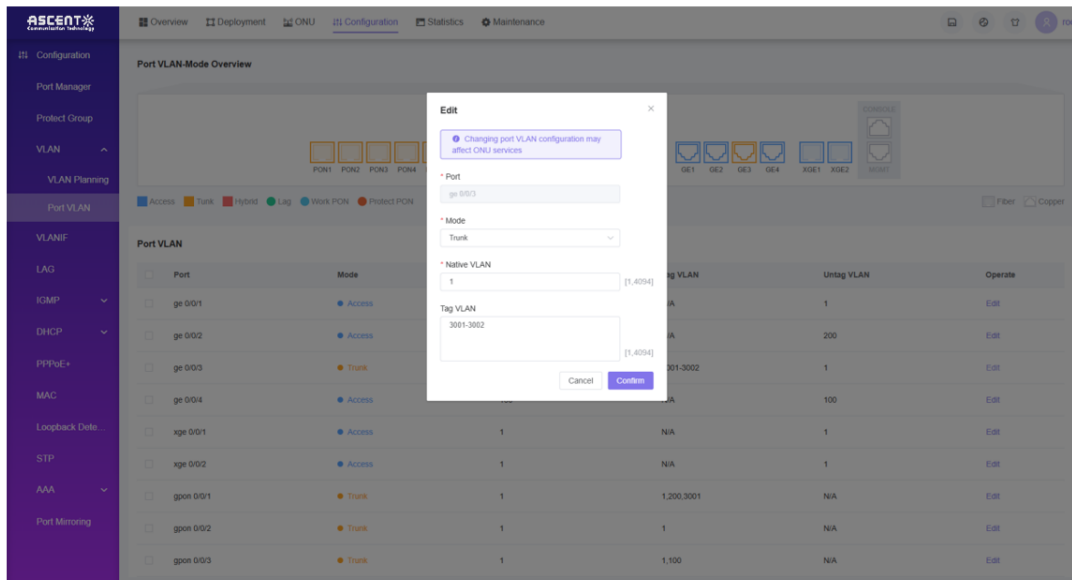 ASCENT
Communication Technology
Overview Deployment ONU Configuration Statistics Maintenance
Configuration
Port Manager
Protect Group
VLAN
VLAN Planning
Port VLAN
VLANIF
LAG
IGMP
DHCP
PPPoE+
MAC
Loopback Dete...
STP
AAA
Port Mirroring
Port VLAN-Mode Overview
CONSOLE
PON1 PON2 PON3 PON4
GE1 GE2 GE3 GE4 XGE1 XGE2 MGMT
Access Tunk Hybrid Lag Work PON Protect PON
Fiber Copper
Edit
Changing port VLAN configuration may
affect ONU services
* Port
ge 0/0/3
* Mode
Trunk
* Native VLAN
1 [1,4094]
Tag VLAN
3001-3002
[1,4094]
Cancel Confirm
Port VLAN
Port Mode VLAN Untag VLAN Operate
ge 0/0/1 Access 1 Edit
ge 0/0/2 Access 200 Edit
ge 0/0/3 Trunk 1 Edit
ge 0/0/4 Access 100 Edit
xge 0/0/1 Access 1 N/A 1 Edit
xge 0/0/2 Access 1 N/A 1 Edit
gpon 0/0/1 Trunk 1 1,200,3001 N/A Edit
gpon 0/0/2 Trunk 1 1 N/A Edit
gpon 0/0/3 Trunk 1 1,100 N/A Edit